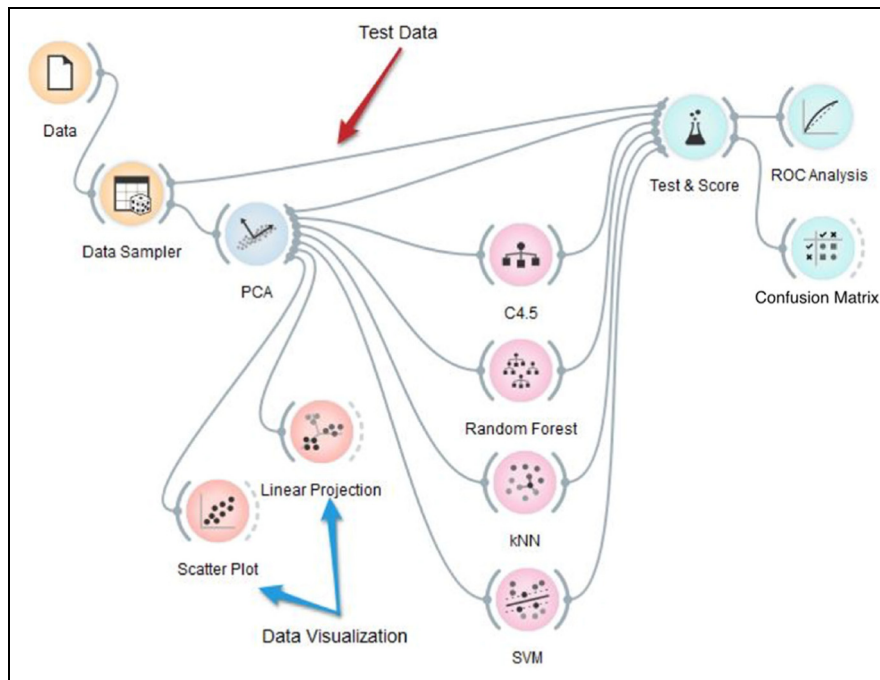 Test Data
Data
Test & Score
ROC Analysis
Data Sampler
PCA
Confusion Matrix
C4.5
Random Forest
Linear Projection
kNN
Scatter Plot
Data Visualization
SVM